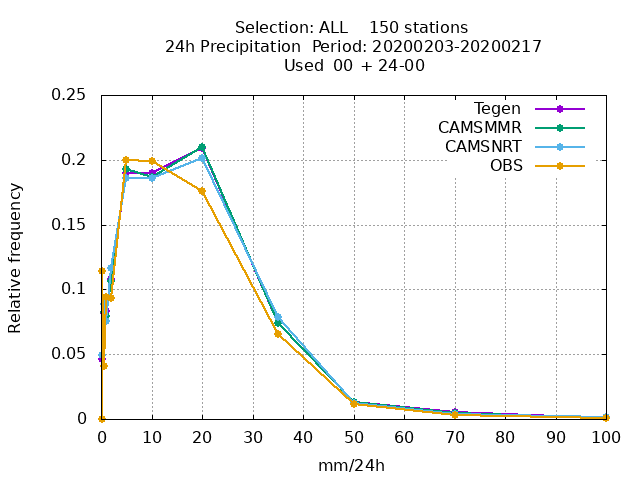 Selection: ALL    150 stations
24h Precipitation  Period: 20200203-20200217
Used  00 + 24-00
0.25
0.2
0.15
0.1
0.05
0
Relative frequency
Tegen
CAMSMMR
CAMSNRT
OBS
0 10 20 30 40 50 60 70 80 90 100
mm/24h